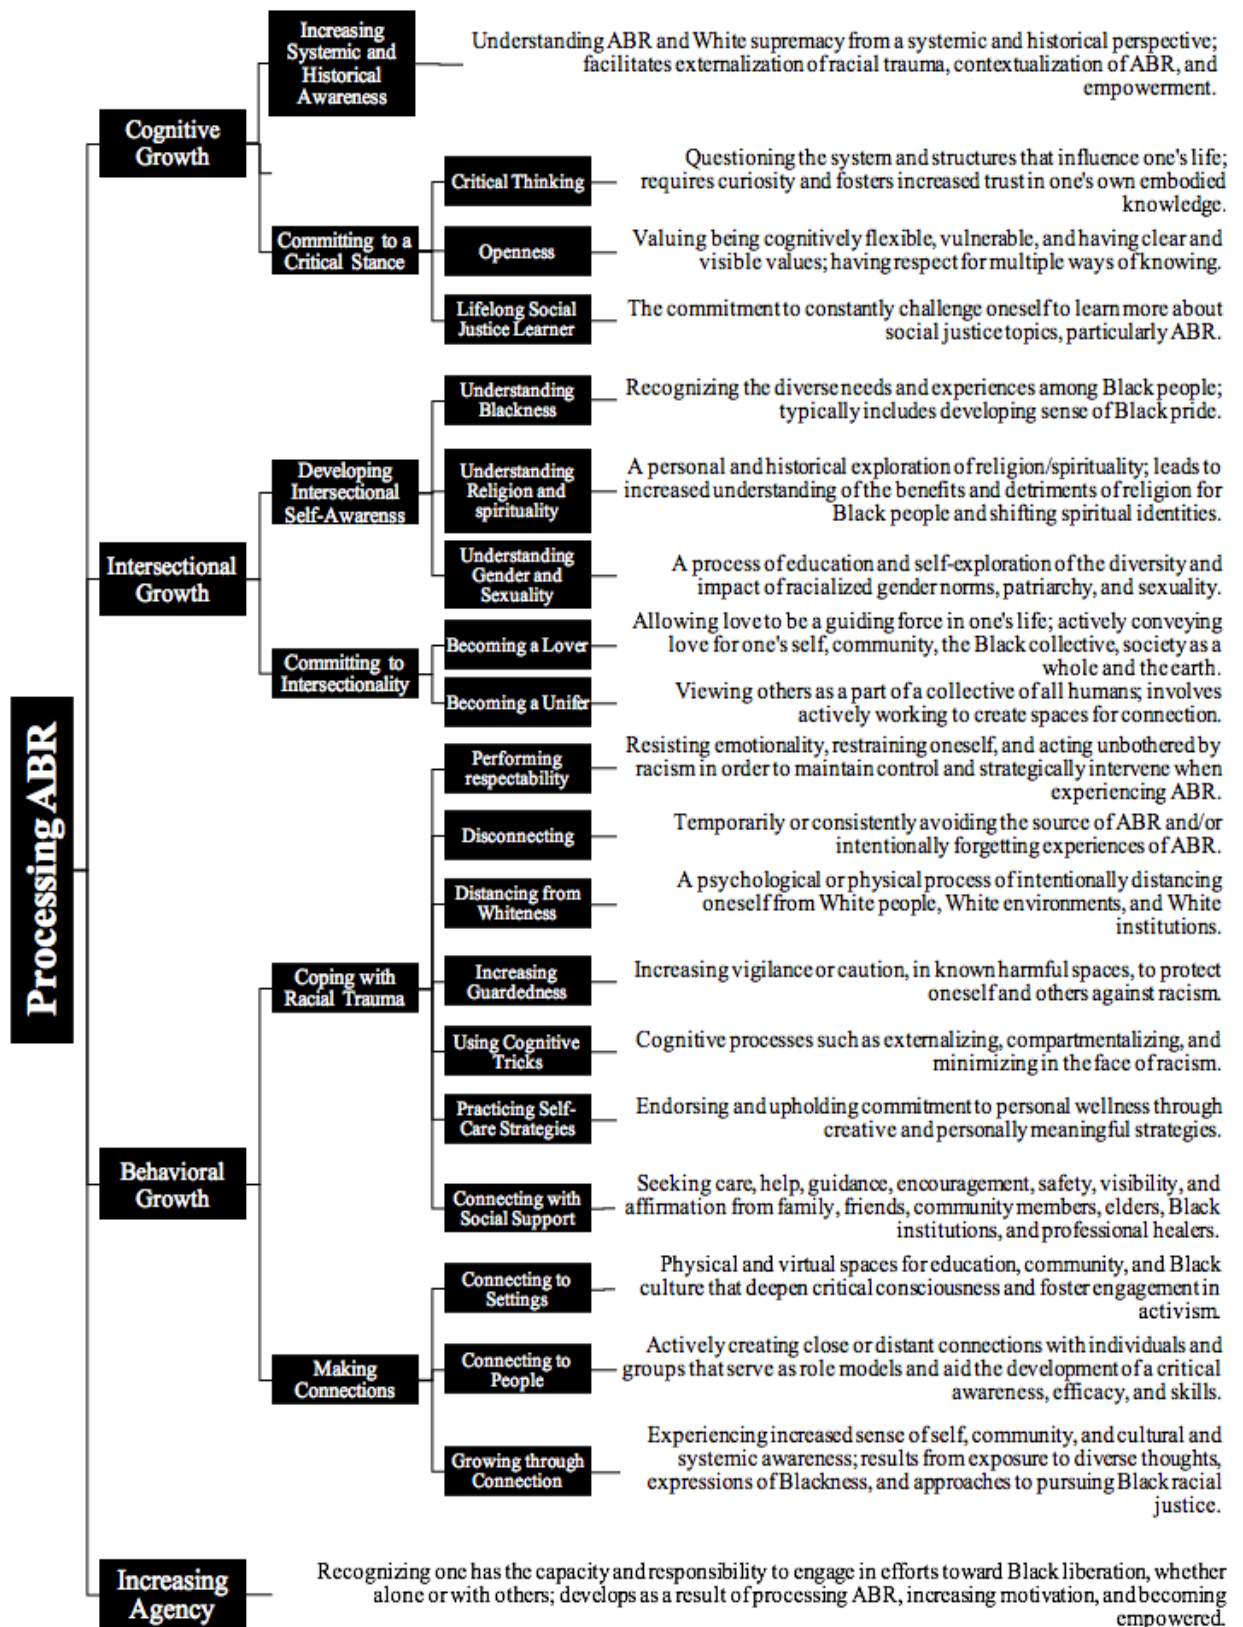 Processing ABR
Cognitive
Growth
Increasing
Systemic and
Historical
Awareness
Understanding ABR and White supremacy from a systemic and historical perspective;
facilitates externalization of racial trauma, contextualization of ABR, and
empowerment.
Committing to a
Critical Stance
Critical Thinking
Questioning the system and structures that influence one's life;
requires curiosity and fosters increased trust in one's own embodied
knowledge.
Openness
Valuing being cognitively flexible, vulnerable, and having clear and
visible values; having respect for multiple ways of knowing.
Lifelong Social
Justice Learner
The commitment to constantly challenge oneself to learn more about
social justice topics, particularly ABR.
Intersectional
Growth
Developing
Intersectional
Self-Awarenss
Understanding
Blackness
Recognizing the diverse needs and experiences among Black people;
typically includes developing sense of Black pride.
Understanding
Religion and
spirituality
A personal and historical exploration of religion/spirituality; leads to
increased understanding of the benefits and detriments of religion for
Black people and shifting spiritual identities.
Understanding
Gender and
Sexuality
A process of education and self-exploration of the diversity and
impact of racialized gender norms, patriarchy, and sexuality.
Committing to
Intersectionality
Becoming a Lover
Allowing love to be a guiding force in one's life; actively conveying
love for one's self, community, the Black collective, society as a
whole and the earth.
Becoming a Unifer
Viewing others as a part of a collective of all humans; involves
actively working to create spaces for connection.
Behavioral
Growth
Coping with
Racial Trauma
Performing
respectability
Resisting emotionality, restraining oneself, and acting unbothered by
racism in order to maintain control and strategically intervene when
experiencing ABR.
Disconnecting
Temporarily or consistently avoiding the source of ABR and/or
intentionally forgetting experiences of ABR.
Distancing from
Whiteness
A psychological or physical process of intentionally distancing
oneself from White people, White environments, and White
institutions.
Increasing
Guardedness
Increasing vigilance or caution, in known harmful spaces, to protect
oneself and others against racism.
Using Cognitive
Tricks
Cognitive processes such as externalizing, compartmentalizing, and
minimizing in the face of racism.
Practicing Self-
Care Strategies
Endorsing and upholding commitment to personal wellness through
creative and personally meaningful strategies.
Connecting with
Social Support
Seeking care, help, guidance, encouragement, safety, visibility, and
affirmation from family, friends, community members, elders, Black
institutions, and professional healers.
Making
Connections
Connecting to
Settings
Physical and virtual spaces for education, community, and Black
culture that deepen critical consciousness and foster engagement in
activism.
Connecting to
People
Actively creating close or distant connections with individuals and
groups that serve as role models and aid the development of a critical
awareness, efficacy, and skills.
Growing through
Connection
Experiencing increased sense of self, community, and cultural and
systemic awareness; results from exposure to diverse thoughts,
expressions of Blackness, and approaches to pursuing Black racial
justice.
Increasing
Agency
Recognizing one has the capacity and responsibility to engage in efforts toward Black liberation, whether
alone or with others; develops as a result of processing ABR, increasing motivation, and becoming
empowered.